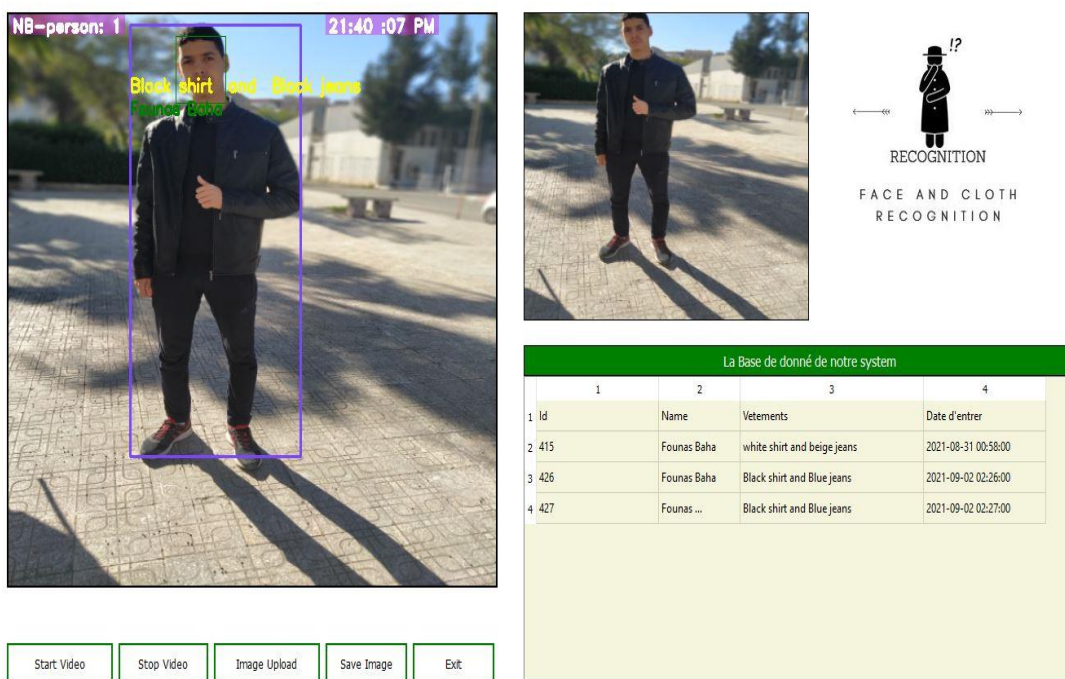 NB-person: 1
21:40 :07 PM
Black shirt and Black jeans
Founas Baha
!?
RECOGNITION
FACE AND CLOTH
RECOGNITION
La Base de donné de notre system
1 2 3 4
1 Id Name Vetements Date d'entrer
2 415 Founas Baha white shirt and beige jeans 2021-08-31 00:58:00
3 426 Founas Baha Black shirt and Blue jeans 2021-09-02 02:26:00
4 427 Founas ... Black shirt and Blue jeans 2021-09-02 02:27:00
Start Video Stop Video Image Upload Save Image Exit